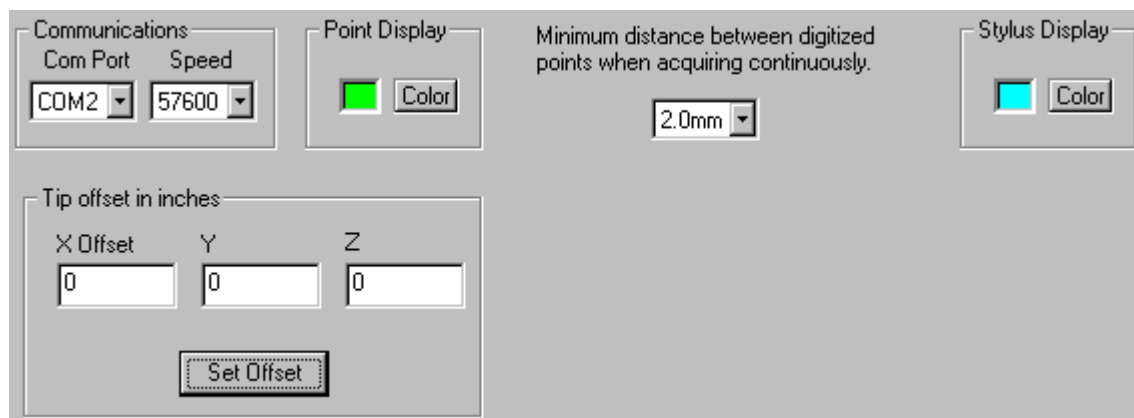 Communications
Com Port Speed
COM2 57600
Point Display
Color
Minimum distance between digitized
points when acquiring continuously.
2.0mm
Stylus Display
Color
Tip offset in inches
X Offset Y Z
0 0 0
Set Offset